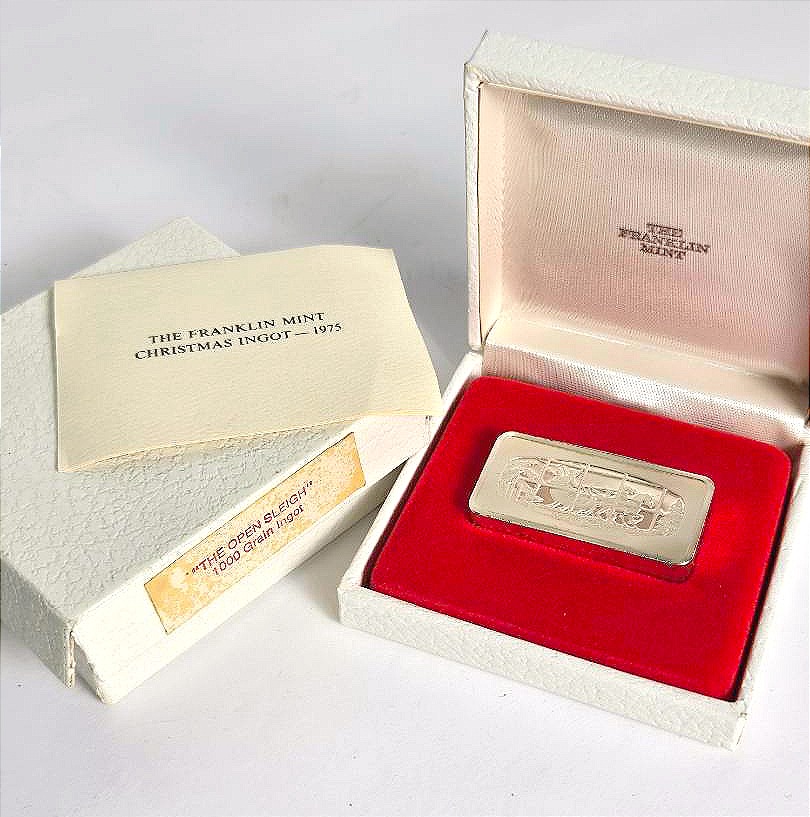 THE FRANKLIN MINT
CHRISTMAS INGOT — 1975
"THE OPEN SLEIGH"
1000 Grain Ingot
THE
FRANKLIN
MINT